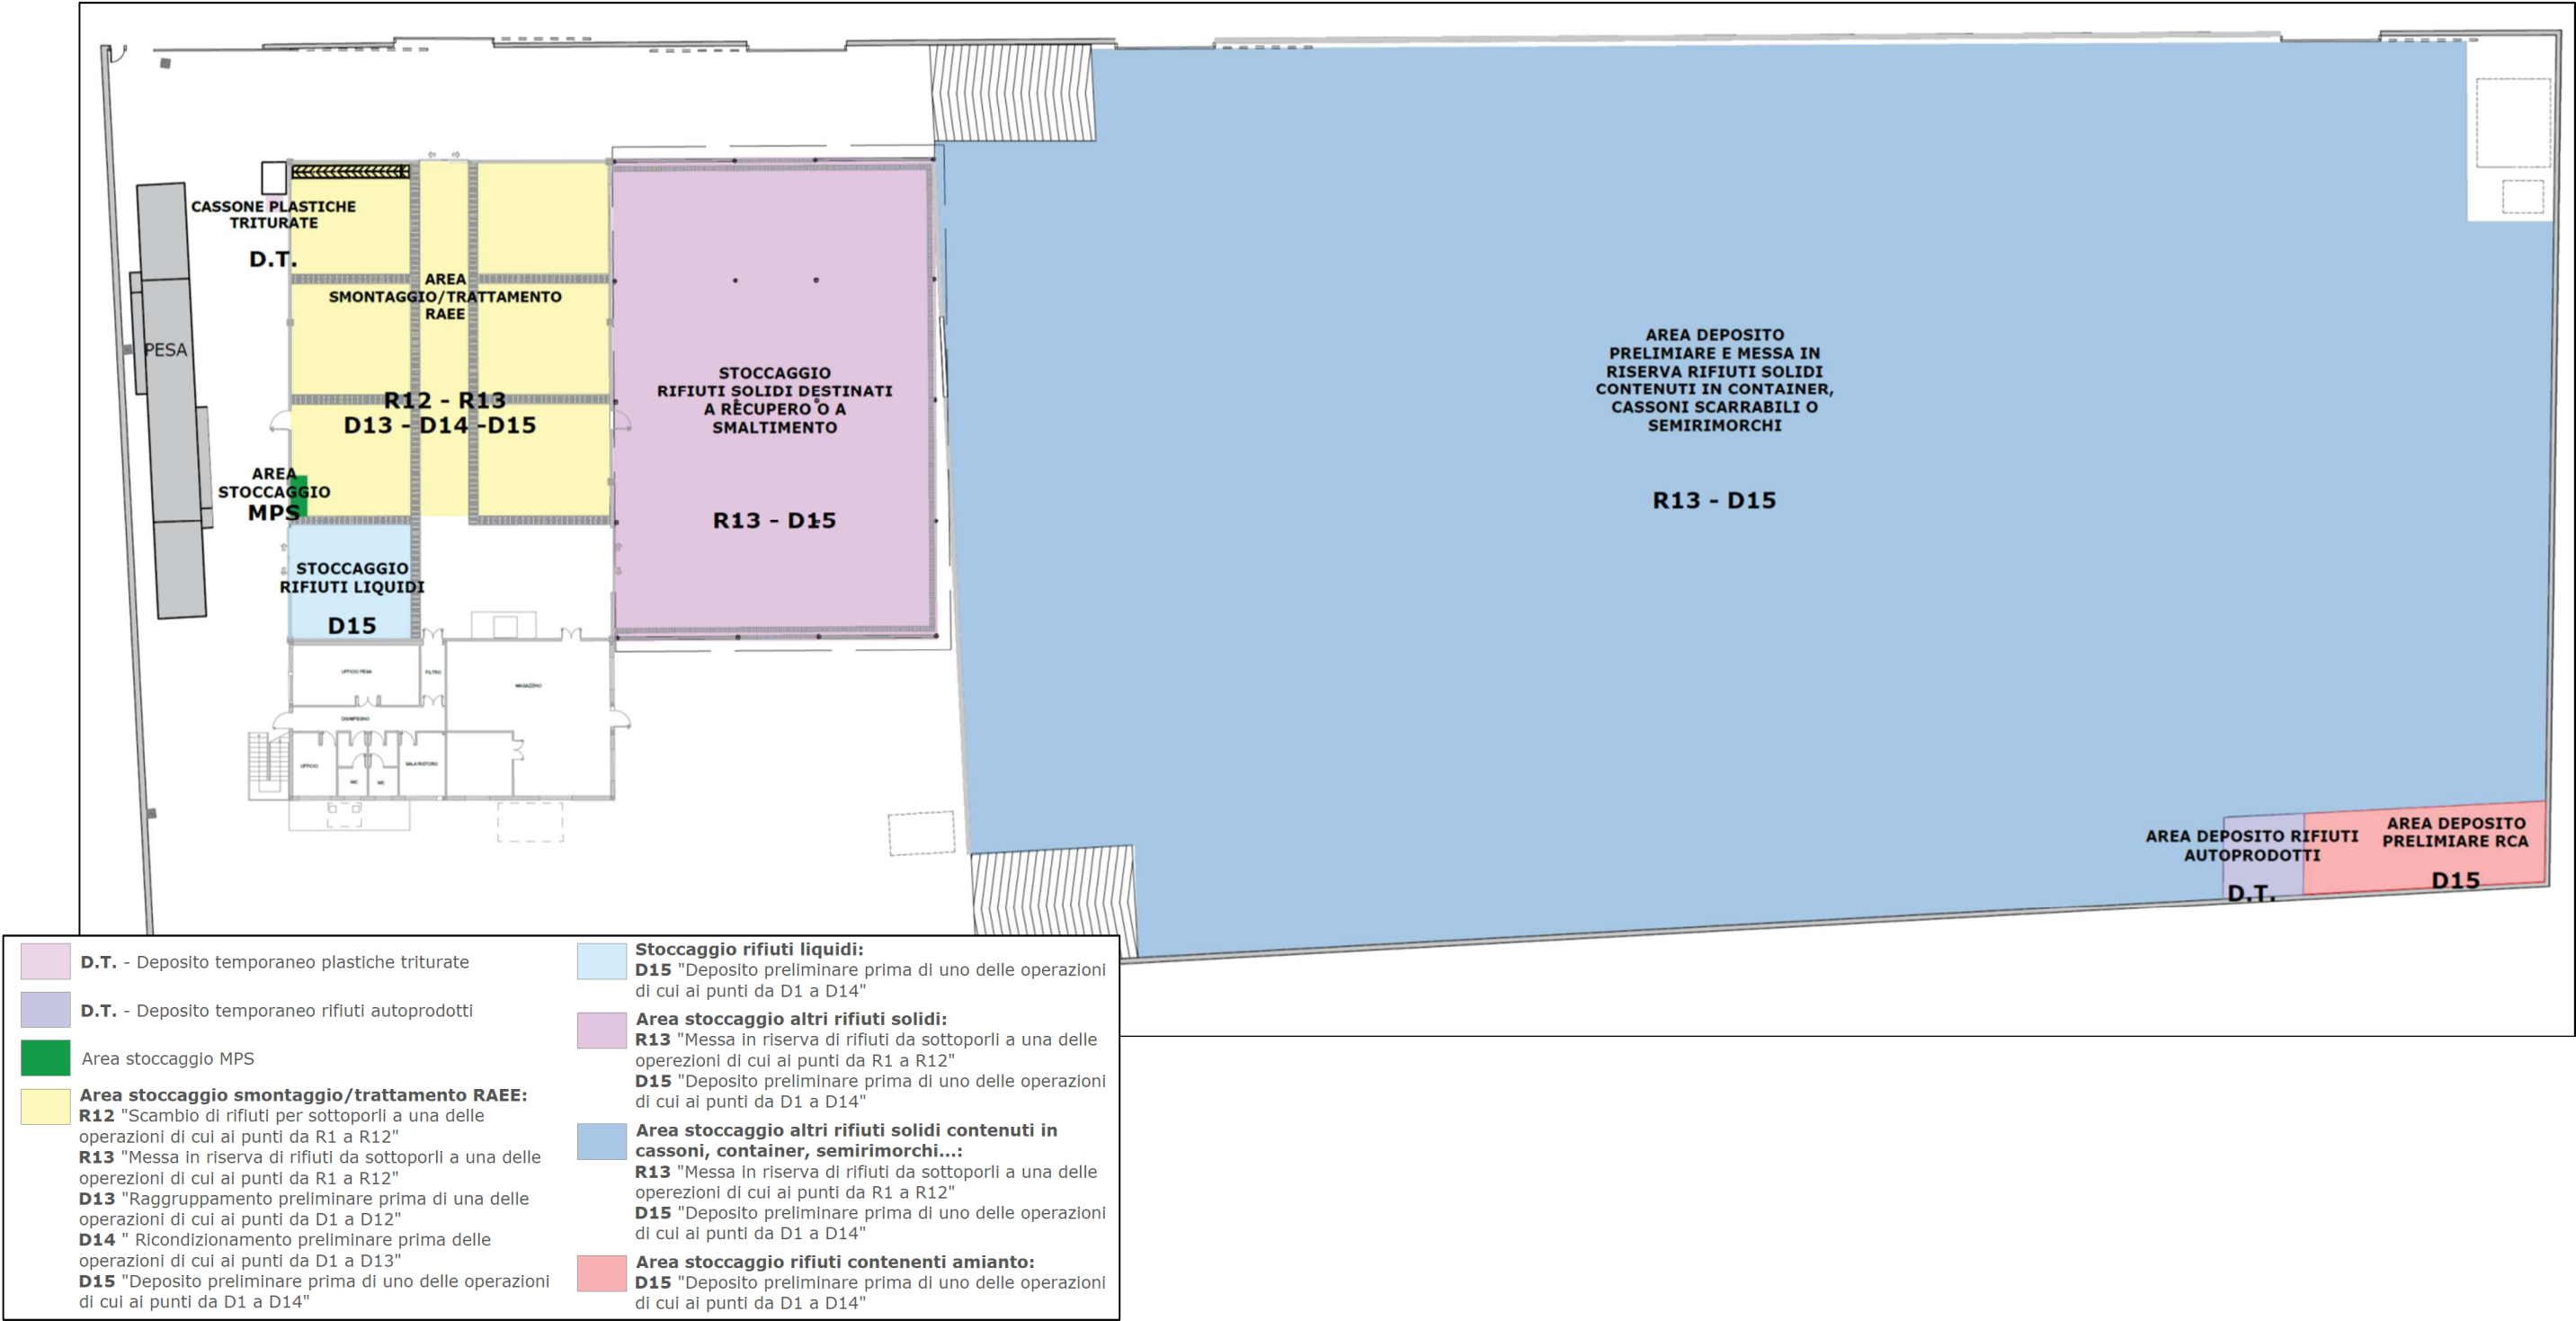 CASSONE PLASTICHE
TRITURATE
D.T.
PESA
AREA
SMONTAGGIO/TRATTAMENTO
RAEE
R12 - R13
D13 - D14 -D15
AREA
STOCCAGGIO
MPS
STOCCAGGIO
RIFIUTI LIQUIDI
D15
STOCCAGGIO
RIFIUTI SOLIDI DESTINATI
A RECUPERO O A
SMALTIMENTO
R13 - D15
AREA DEPOSITO
PRELIMIARE E MESSA IN
RISERVA RIFIUTI SOLIDI
CONTENUTI IN CONTAINER,
CASSONI SCARRABILI O
SEMIRIMORCHI
R13 - D15
UFFICIO PESA
FILTRO
MAGAZZINO
DISIMPEGNO
UFFICIO
WC
WC
SALA RISTORO
AREA DEPOSITO RIFIUTI
AUTOPRODOTTI
D.T.
AREA DEPOSITO
PRELIMIARE RCA
D15
D.T. - Deposito temporaneo plastiche triturate
D.T. - Deposito temporaneo rifiuti autoprodotti
Area stoccaggio MPS
Area stoccaggio smontaggio/trattamento RAEE:
R12 "Scambio di rifiuti per sottoporli a una delle
operazioni di cui ai punti da R1 a R12"
R13 "Messa in riserva di rifiuti da sottoporli a una delle
operezioni di cui ai punti da R1 a R12"
D13 "Raggruppamento preliminare prima di una delle
operazioni di cui ai punti da D1 a D12"
D14 " Ricondizionamento preliminare prima delle
operazioni di cui ai punti da D1 a D13"
D15 "Deposito preliminare prima di uno delle operazioni
di cui ai punti da D1 a D14"
Stoccaggio rifiuti liquidi:
D15 "Deposito preliminare prima di uno delle operazioni
di cui ai punti da D1 a D14"
Area stoccaggio altri rifiuti solidi:
R13 "Messa in riserva di rifiuti da sottoporli a una delle
operezioni di cui ai punti da R1 a R12"
D15 "Deposito preliminare prima di uno delle operazioni
di cui ai punti da D1 a D14"
Area stoccaggio altri rifiuti solidi contenuti in
cassoni, container, semirimorchi...:
R13 "Messa in riserva di rifiuti da sottoporli a una delle
operezioni di cui ai punti da R1 a R12"
D15 "Deposito preliminare prima di uno delle operazioni
di cui ai punti da D1 a D14"
Area stoccaggio rifiuti contenenti amianto:
D15 "Deposito preliminare prima di uno delle operazioni
di cui ai punti da D1 a D14"